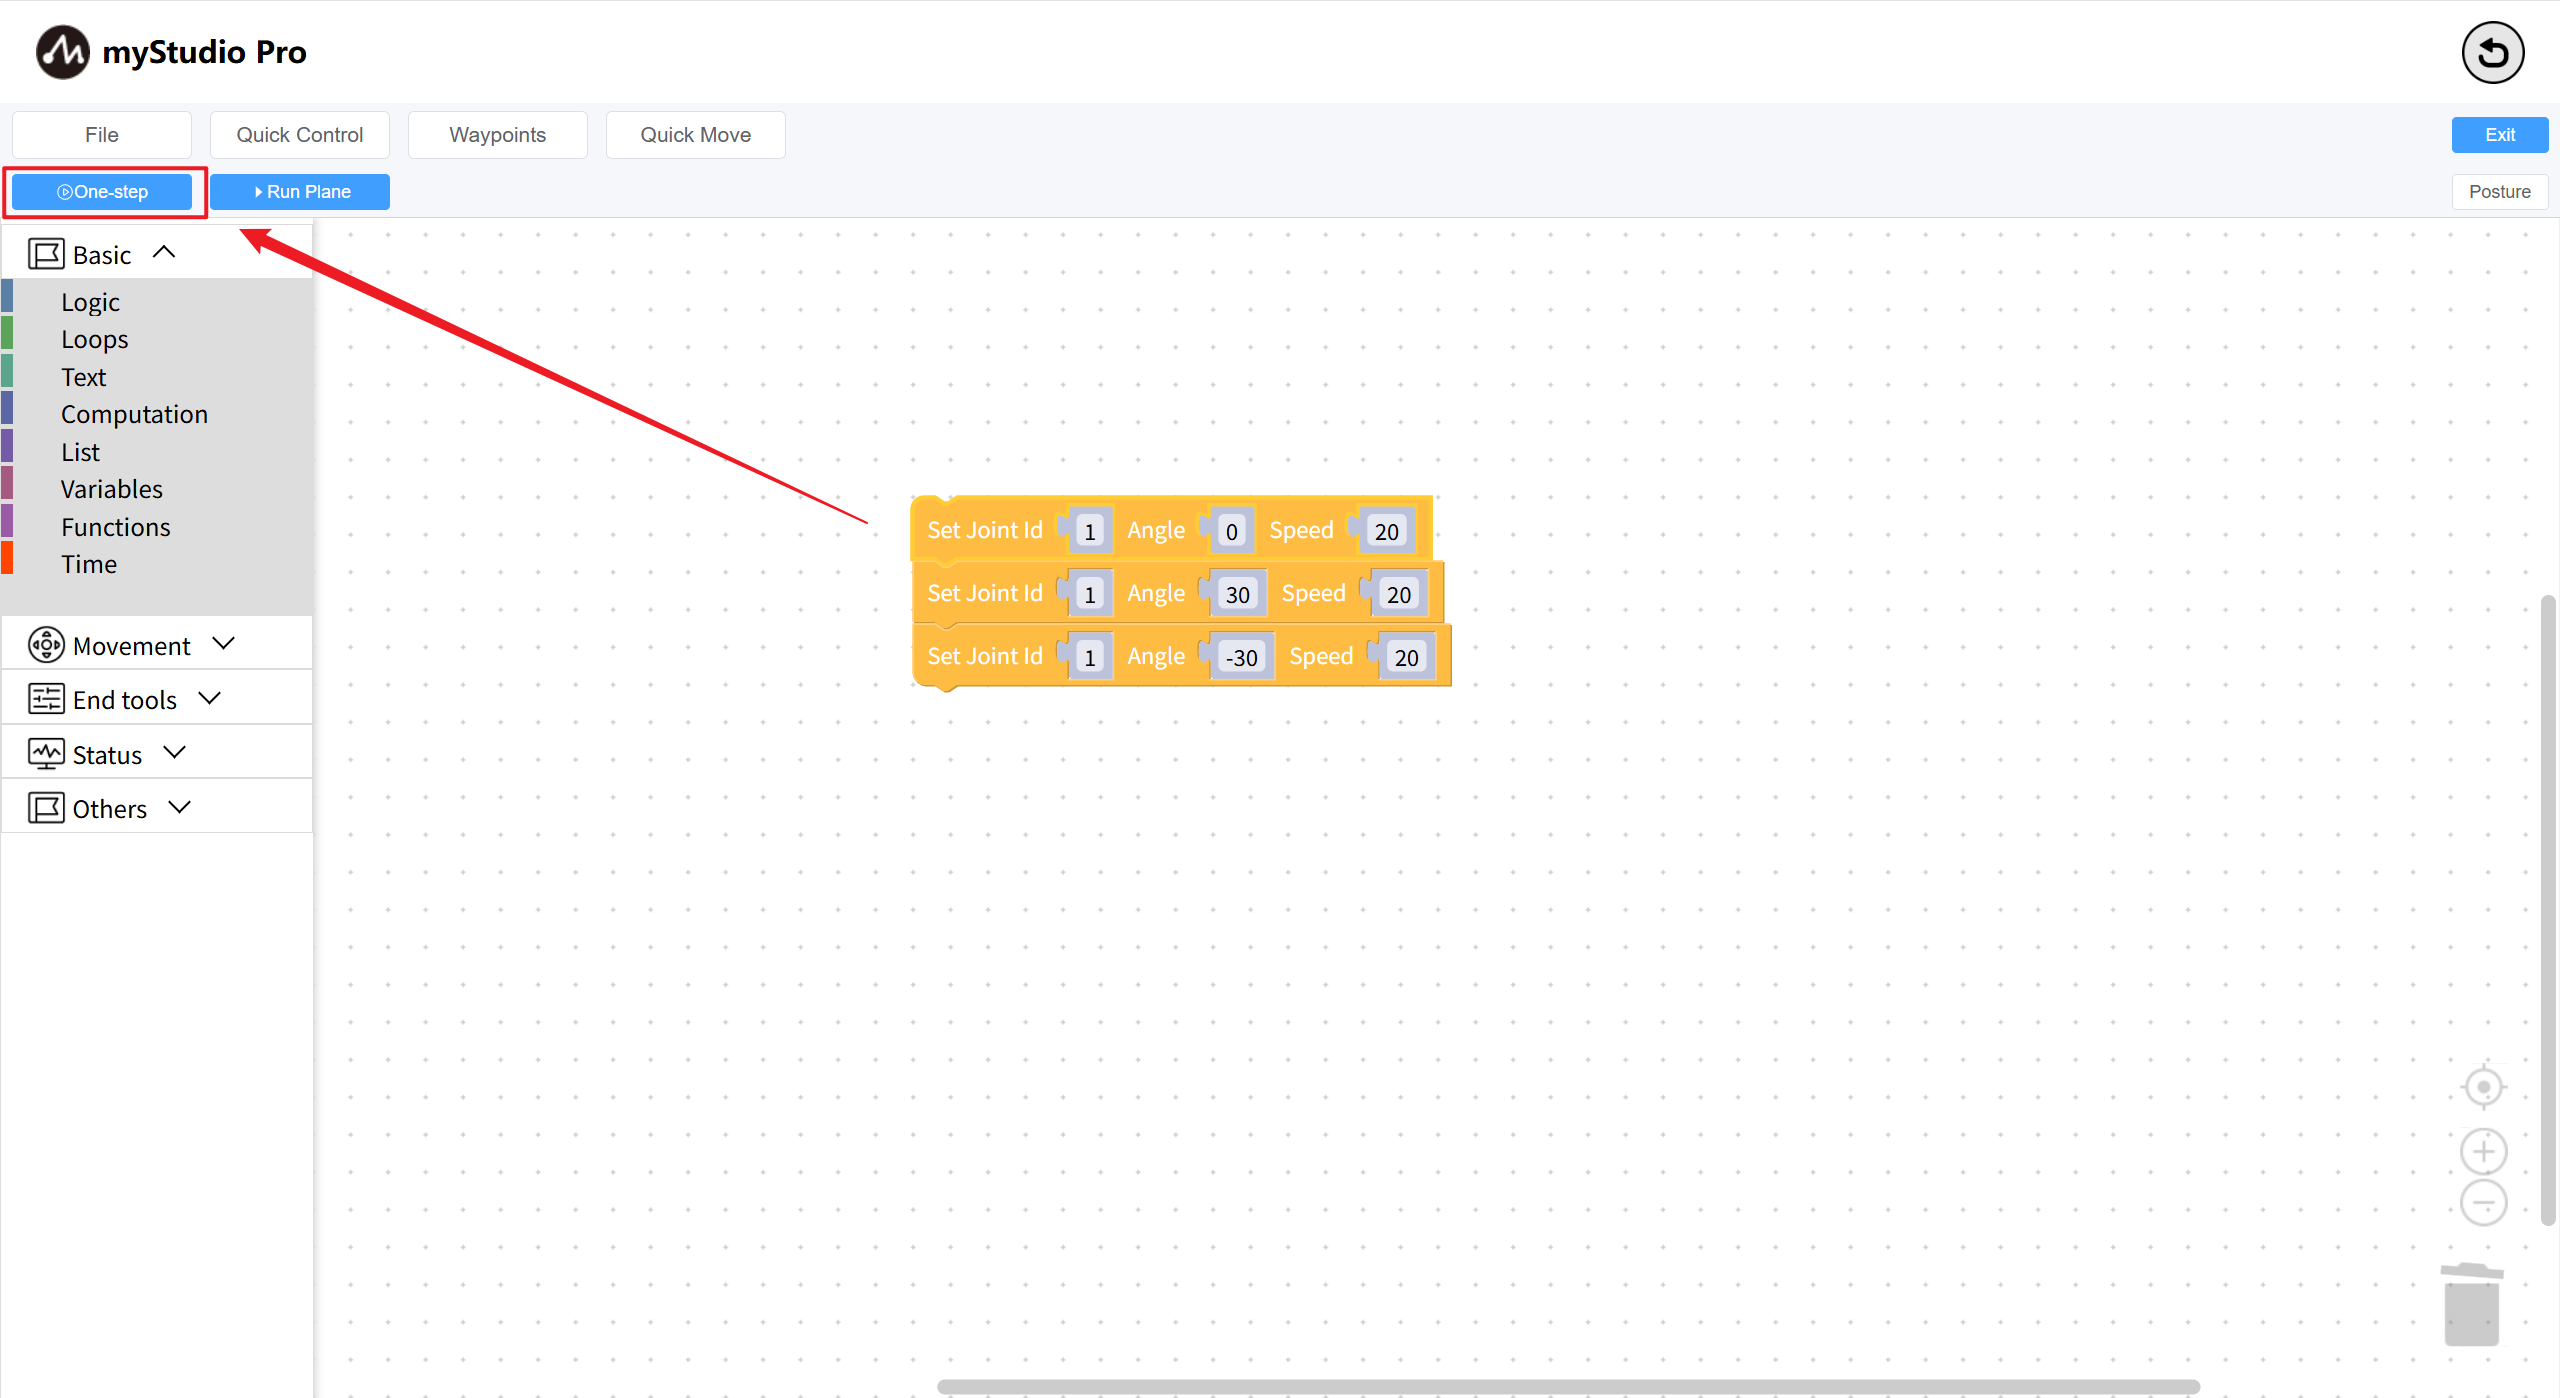 myStudio Pro
File Quick Control Waypoints Quick Move Exit
One-step Run Plane Posture
Basic
Logic
Loops
Text
Computation
List
Variables
Functions
Time
Movement
End tools
Status
Others
Set Joint Id 1 Angle 0 Speed 20
Set Joint Id 1 Angle 30 Speed 20
Set Joint Id 1 Angle -30 Speed 20